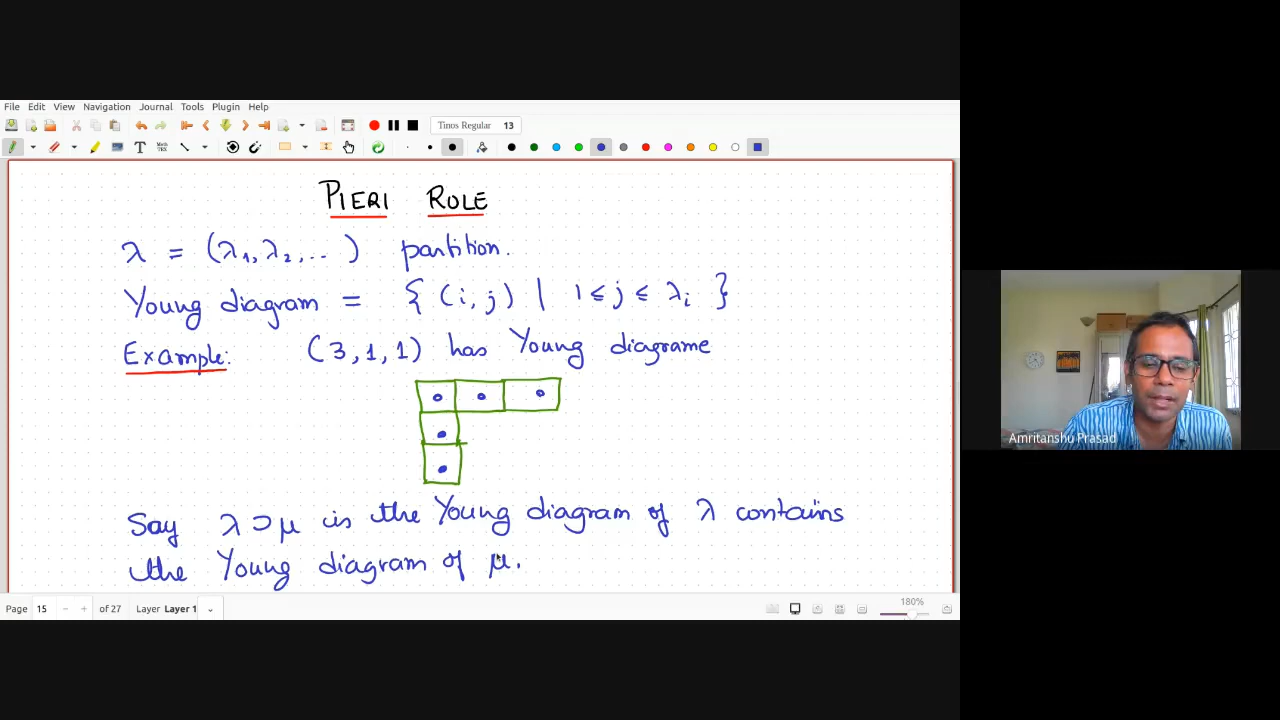 File Edit View Navigation Journal Tools Plugin Help
Tinos Regular 13
PIERI ROLE
λ = (λ₁, λ₂, ... ) partition.
Young diagram = { (i, j) | 1 ≤ j ≤ λᵢ }
Example: (3, 1, 1) has Young diagrame
Say λ ⊃ μ is the Young diagram of λ contains
the Young diagram of μ.
Page 15 of 27 Layer Layer 1 180%
Amritanshu Prasad